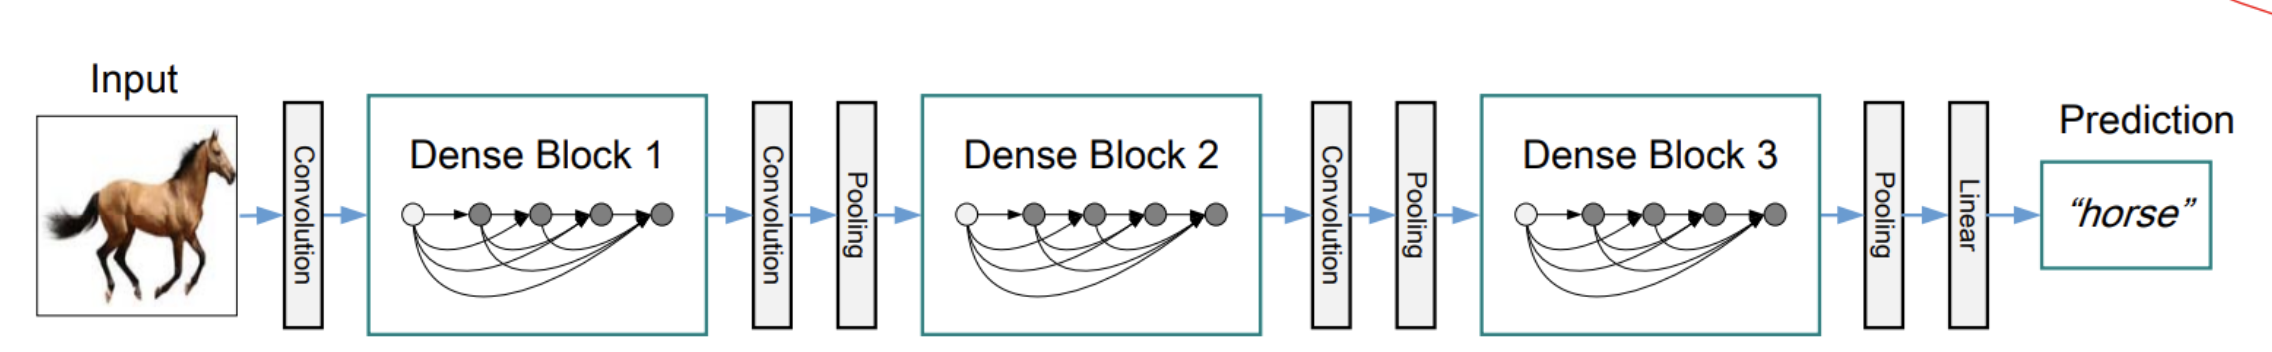 Input
Convolution
Dense Block 1
Convolution
Pooling
Dense Block 2
Convolution
Pooling
Dense Block 3
Pooling
Linear
Prediction
“horse”